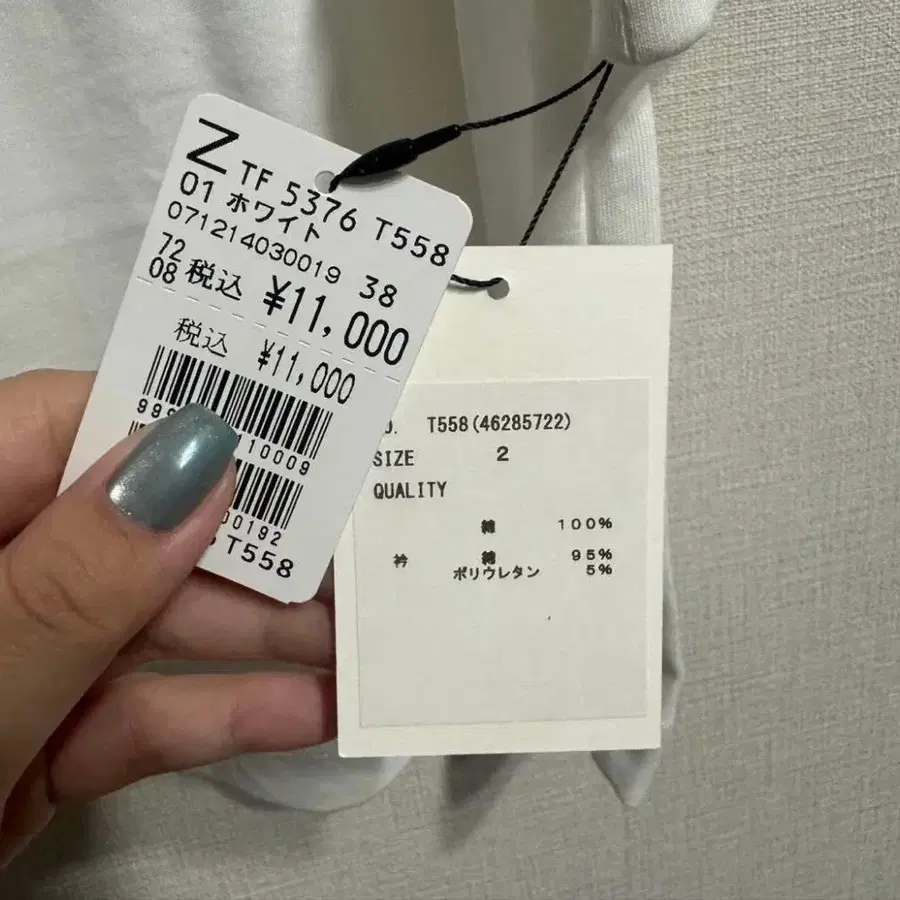 Z TF 5376 T558
01 ホワイト
071214030019 38
72
08 税込 ¥11,000
税込 ¥11,000
T558
T558(46285722)
SIZE 2
QUALITY
綿 100%
衿 綿 95%
ポリウレタン 5%